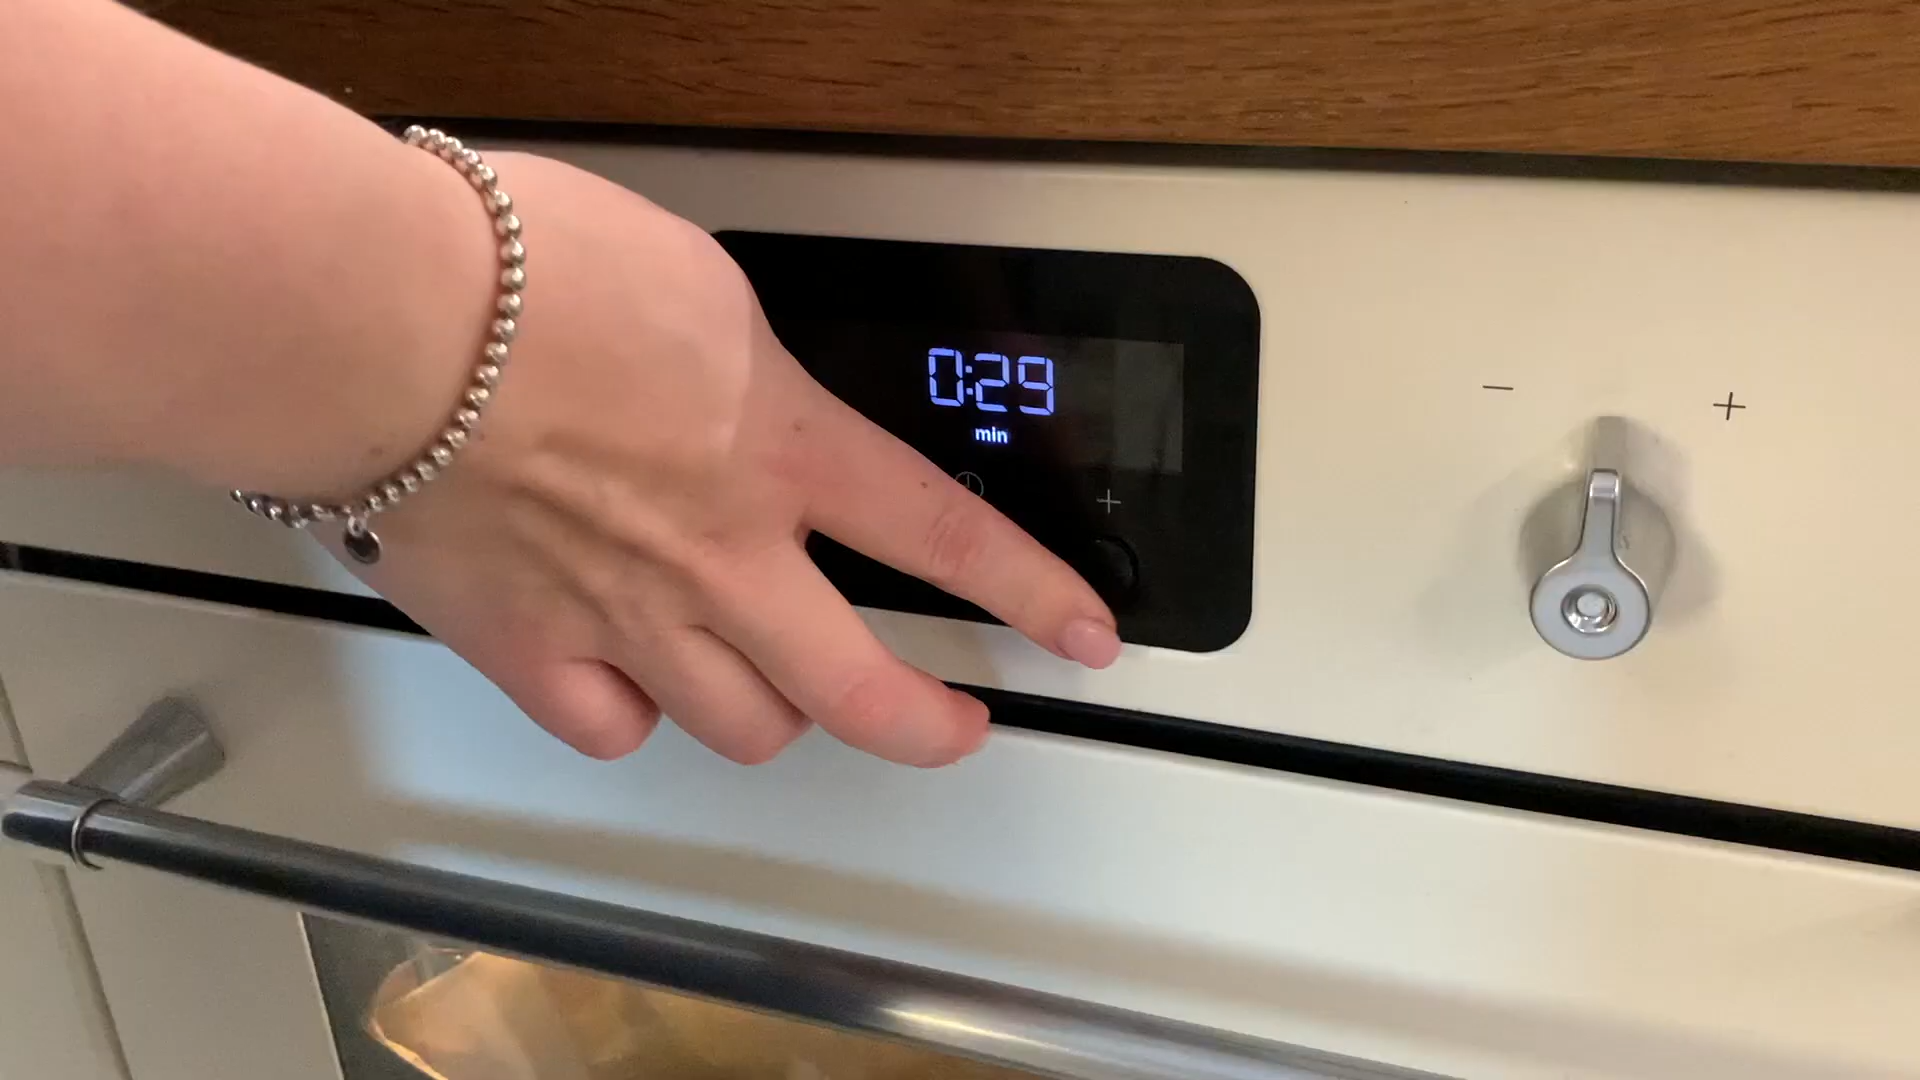 0:29
min
− +
+